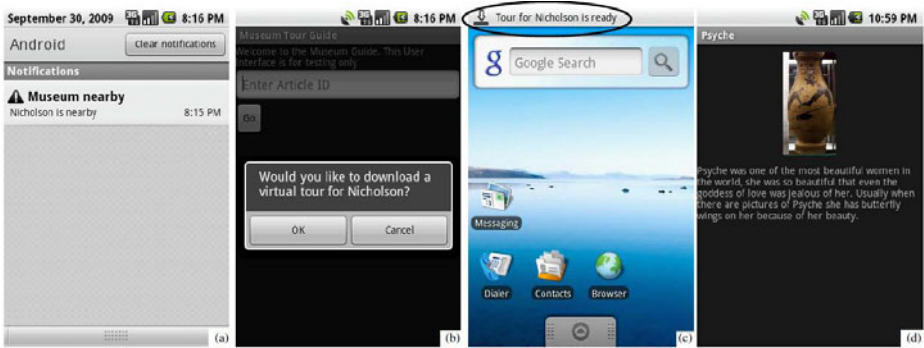 September 30, 2009 8:16 PM
Android
Clear notifications
Notifications
Museum nearby
Nicholson is nearby 8:15 PM
(a)
8:16 PM
Museum Tour Guide
Welcome to the Museum Guide. This User
interface is for testing only
Enter Article ID
Go
Would you like to download a
virtual tour for Nicholson?
OK Cancel
(b)
Tour for Nicholson is ready
g Google Search
Messaging
Dialer Contacts Browser
(c)
10:59 PM
Psyche
Psyche was one of the most beautiful women in
the world, she was so beautiful that even the
goddess of love was jealous of her. Usually when
there are pictures of Psyche she has butterfly
wings on her because of her beauty.
(d)